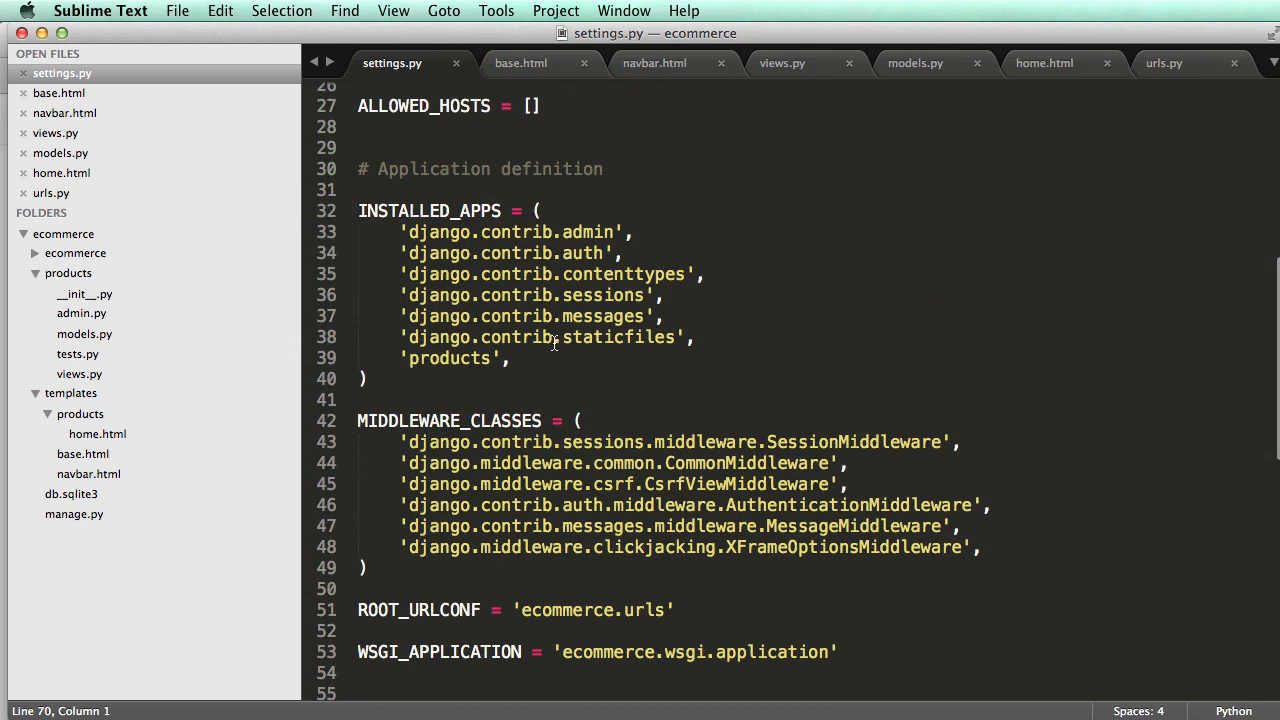 Sublime Text File Edit Selection Find View Goto Tools Project Window Help
settings.py — ecommerce
OPEN FILES
settings.py
base.html
navbar.html
views.py
models.py
home.html
urls.py
FOLDERS
ecommerce
ecommerce
products
__init__.py
admin.py
models.py
tests.py
views.py
templates
products
home.html
base.html
navbar.html
db.sqlite3
manage.py
settings.py base.html navbar.html views.py models.py home.html urls.py
26
27 ALLOWED_HOSTS = []
28
29
30 # Application definition
31
32 INSTALLED_APPS = (
33 'django.contrib.admin',
34 'django.contrib.auth',
35 'django.contrib.contenttypes',
36 'django.contrib.sessions',
37 'django.contrib.messages',
38 'django.contrib.staticfiles',
39 'products',
40 )
41
42 MIDDLEWARE_CLASSES = (
43 'django.contrib.sessions.middleware.SessionMiddleware',
44 'django.middleware.common.CommonMiddleware',
45 'django.middleware.csrf.CsrfViewMiddleware',
46 'django.contrib.auth.middleware.AuthenticationMiddleware',
47 'django.contrib.messages.middleware.MessageMiddleware',
48 'django.middleware.clickjacking.XFrameOptionsMiddleware',
49 )
50
51 ROOT_URLCONF = 'ecommerce.urls'
52
53 WSGI_APPLICATION = 'ecommerce.wsgi.application'
54
55
Line 70, Column 1 Spaces: 4 Python